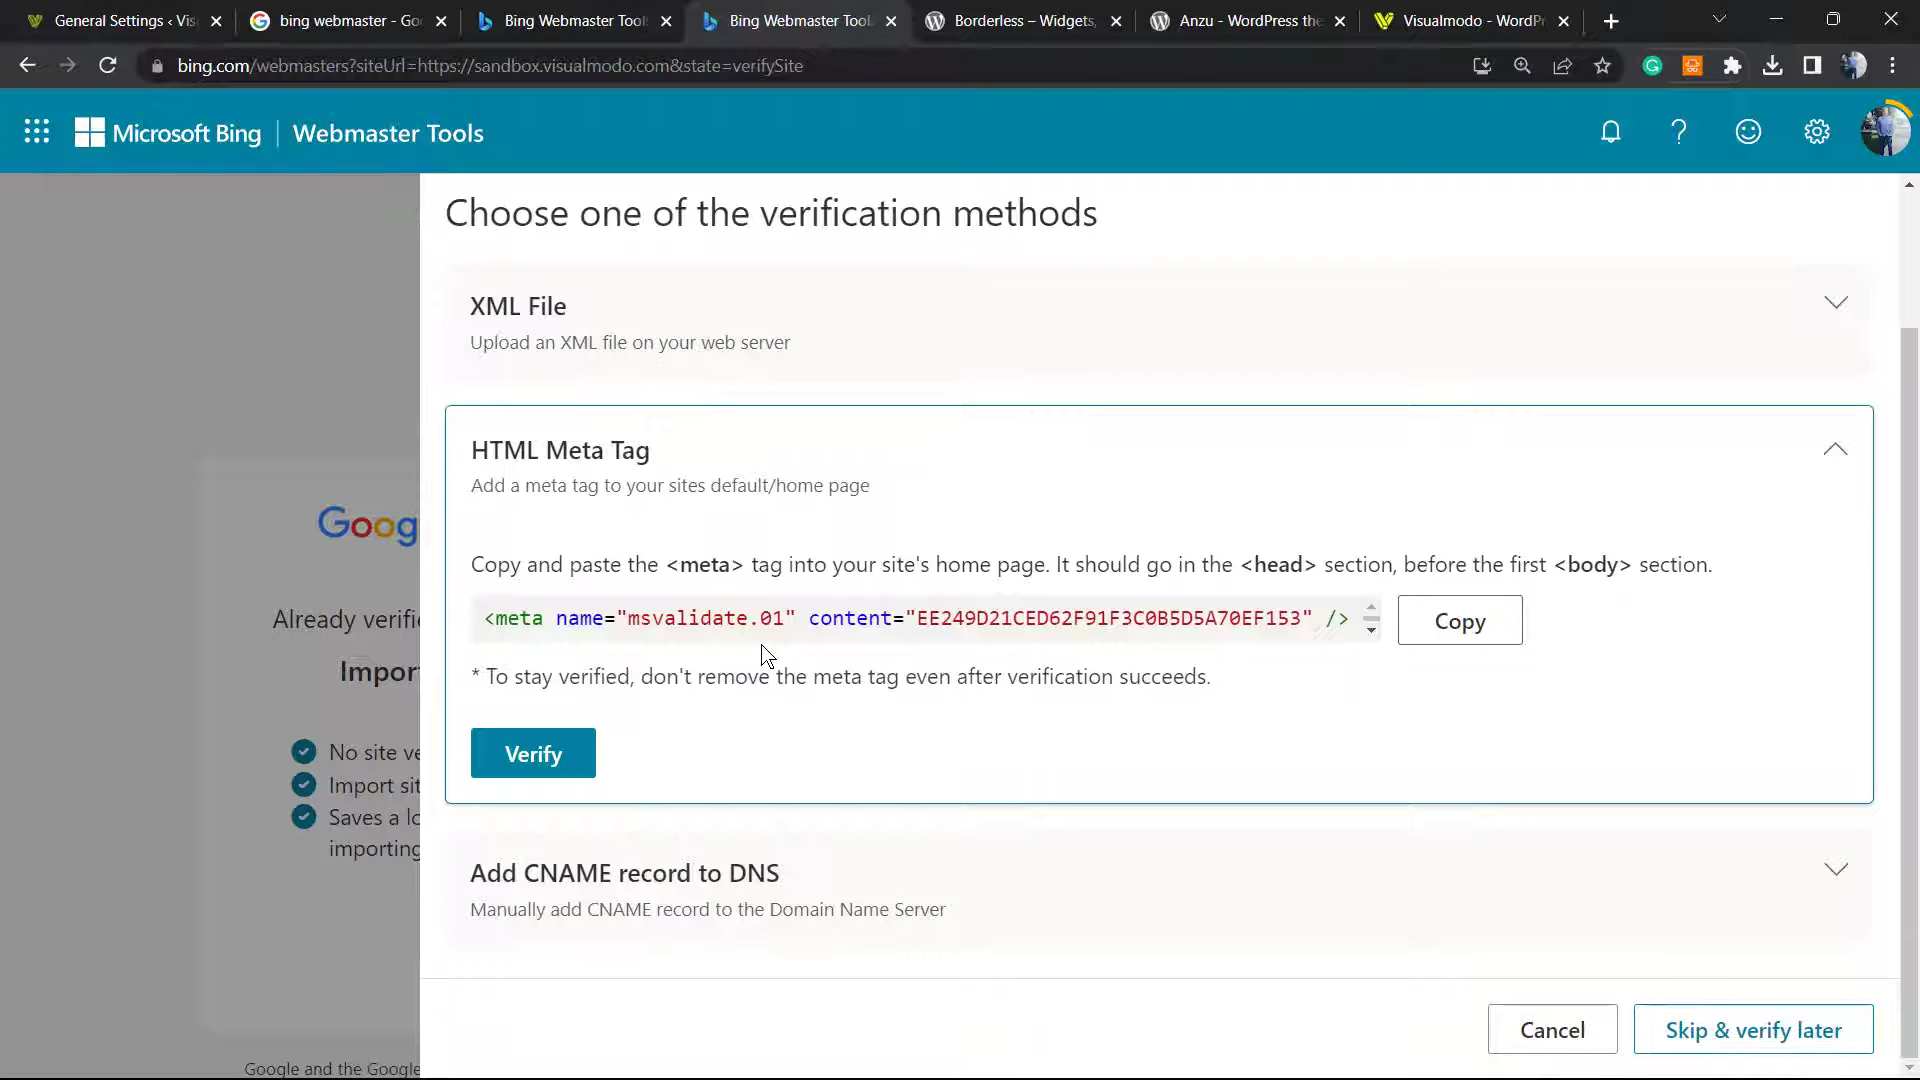 General Settings ‹ Vis
bing webmaster - Go
Bing Webmaster Tool
Bing Webmaster Tool
Borderless – Widgets,
Anzu - WordPress the
Visualmodo - WordPr
bing.com/webmasters?siteUrl=https://sandbox.visualmodo.com&state=verifySite
Microsoft Bing | Webmaster Tools
Choose one of the verification methods
XML File
Upload an XML file on your web server
HTML Meta Tag
Add a meta tag to your sites default/home page
Copy and paste the <meta> tag into your site's home page. It should go in the <head> section, before the first <body> section.
<meta name="msvalidate.01" content="EE249D21CED62F91F3C0B5D5A70EF153" />
Copy
* To stay verified, don't remove the meta tag even after verification succeeds.
Verify
Add CNAME record to DNS
Manually add CNAME record to the Domain Name Server
Cancel
Skip & verify later
Goog
Already verifi
Impor
No site ve
Import sit
Saves a lo
importing
Google and the Google